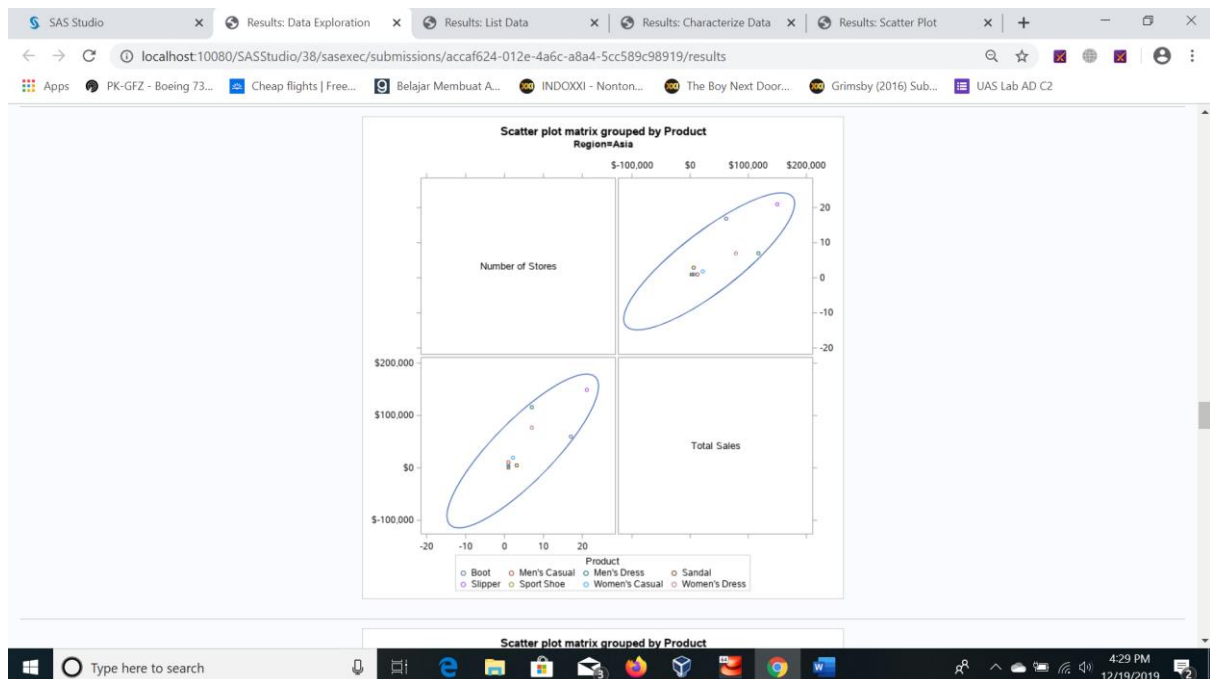 SAS Studio
Results: Data Exploration
Results: List Data
Results: Characterize Data
Results: Scatter Plot
localhost:10080/SASStudio/38/sasexec/submissions/accaf624-012e-4a6c-a8a4-5cc589c98919/results
Apps PK-GFZ - Boeing 73... Cheap flights | Free... Belajar Membuat A... INDOXXI - Nonton... The Boy Next Door... Grimsby (2016) Sub... UAS Lab AD C2
Scatter plot matrix grouped by Product
Region=Asia
$-100,000 $0 $100,000 $200,000
20
10
Number of Stores
0
-10
-20
$200,000
$100,000
Total Sales
$0
$-100,000
-20 -10 0 10 20
Product
Boot Men's Casual Men's Dress Sandal
Slipper Sport Shoe Women's Casual Women's Dress
Scatter plot matrix grouped by Product
Type here to search
4:29 PM
12/19/2019